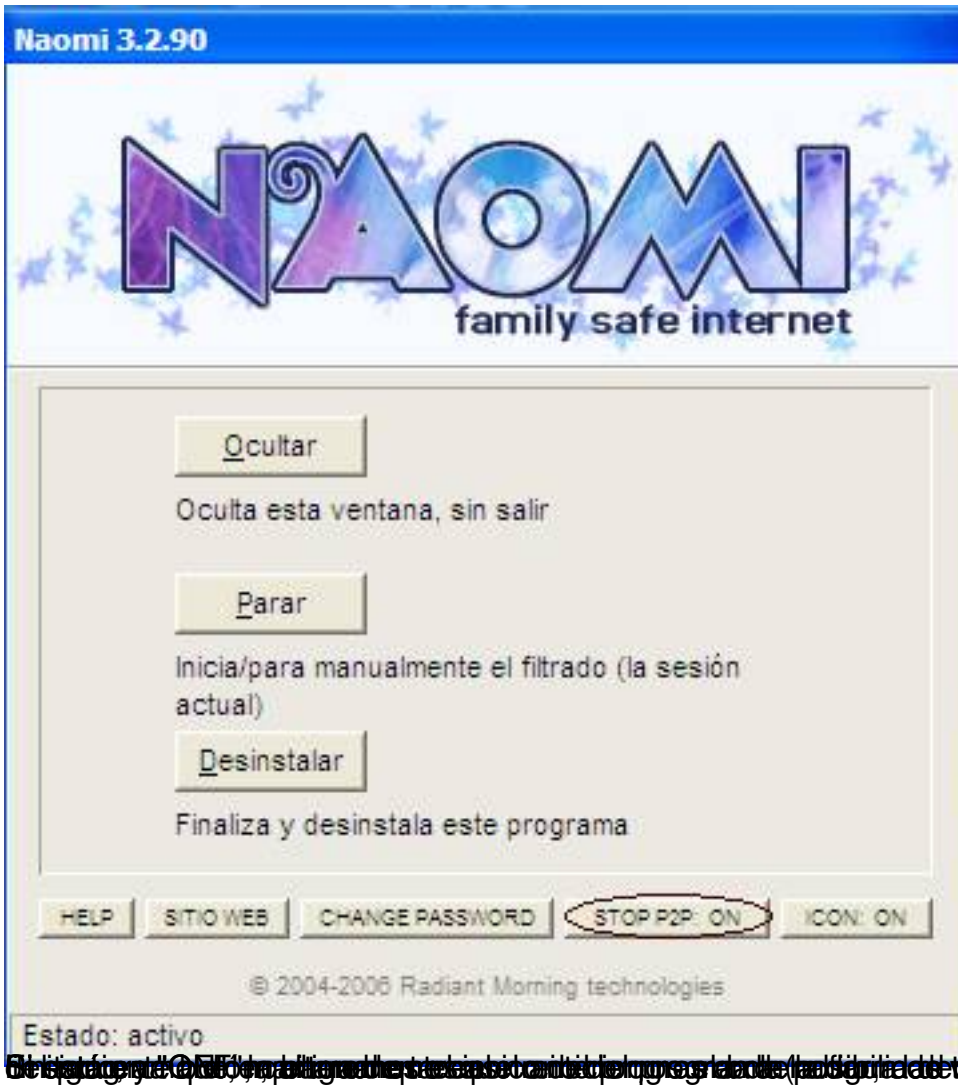 Naomi 3.2.90
NAOMI
family safe internet
Ocultar
Oculta esta ventana, sin salir
Parar
Inicia/para manualmente el filtrado (la sesión
actual)
Desinstalar
Finaliza y desinstala este programa
HELP SITIO WEB CHANGE PASSWORD STOP P2P: ON ICON: ON
© 2004-2006 Radiant Morning technologies
Estado: activo